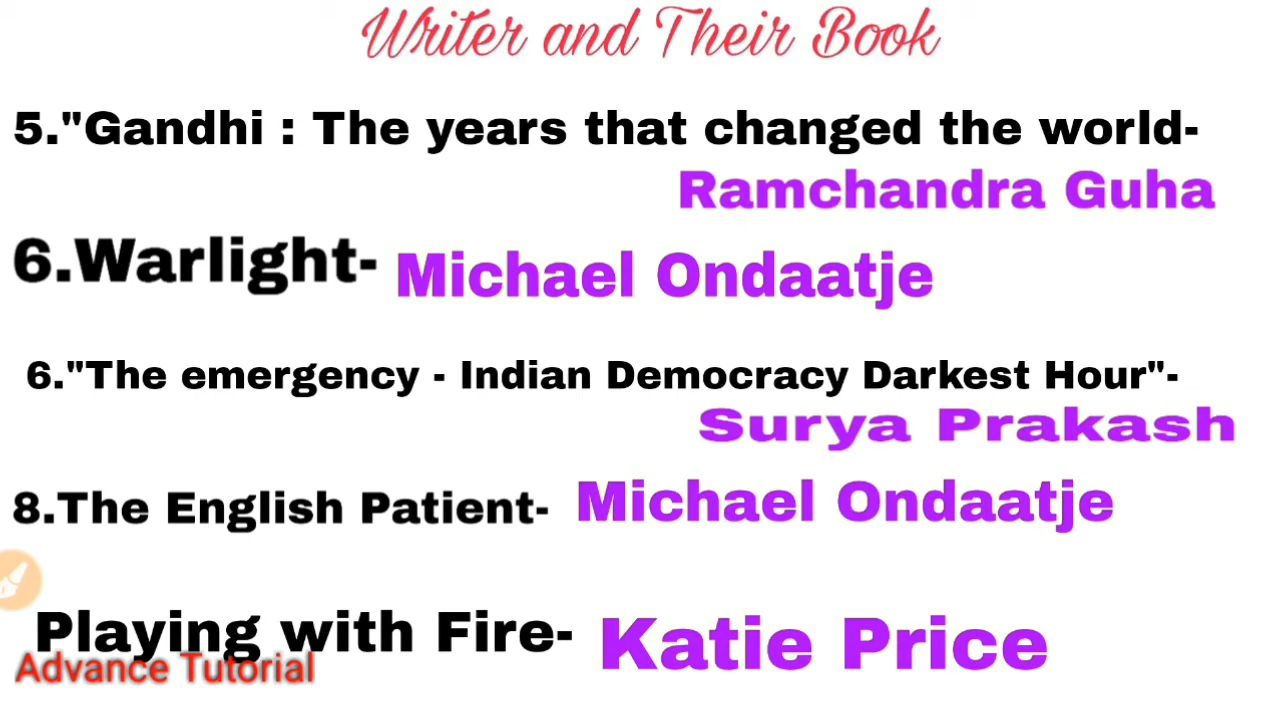 Writer and Their Book
5."Gandhi : The years that changed the world-
Ramchandra Guha
6.Warlight- Michael Ondaatje
6."The emergency - Indian Democracy Darkest Hour"-
Surya Prakash
8.The English Patient- Michael Ondaatje
Playing with Fire- Katie Price
Advance Tutorial